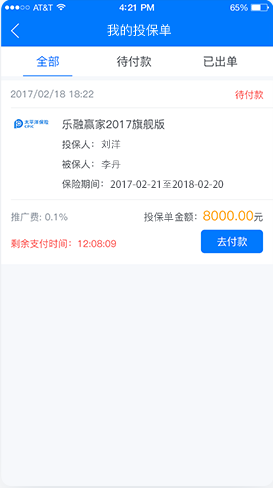 AT&T 4:21 PM 65%
我的投保单
全部 待付款 已出单
2017/02/18 18:22 待付款
太平洋保险 CPIC
乐融赢家2017旗舰版
投保人：刘洋
被保人：李丹
保险期间：2017-02-21至2018-02-20
推广费: 0.1% 投保单金额：8000.00元
剩余支付时间：12:08:09 去付款